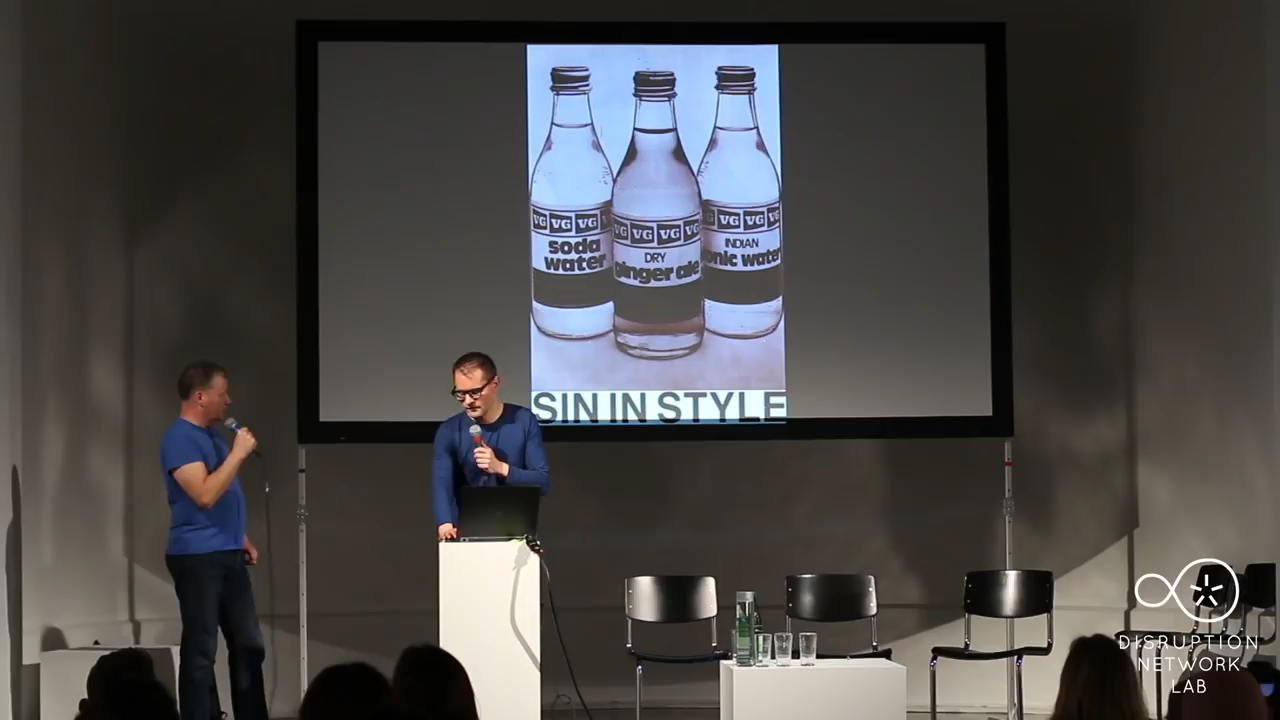 VG VG VG
soda
water
VG VG VG VG
DRY
ginger ale
VG VG VG
INDIAN
tonic water
SIN IN STYLE
DISRUPTION
NETWORK
LAB